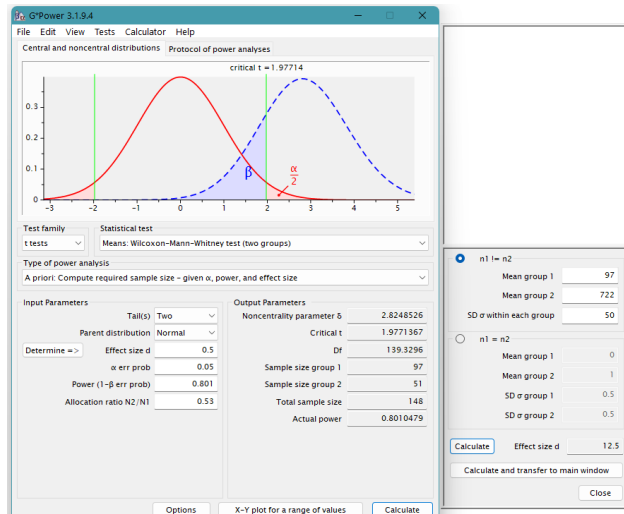 G*Power 3.1.9.4
File Edit View Tests Calculator Help
Central and noncentral distributions Protocol of power analyses
critical t = 1.97714
0.3
0.2
0.1
0
β
α
2
-3 -2 -1 0 1 2 3 4 5
Test family Statistical test
t tests Means: Wilcoxon-Mann-Whitney test (two groups)
Type of power analysis
A priori: Compute required sample size - given α, power, and effect size
Input Parameters
Tail(s) Two
Parent distribution Normal
Determine => Effect size d 0.5
α err prob 0.05
Power (1-β err prob) 0.801
Allocation ratio N2/N1 0.53
Output Parameters
Noncentrality parameter δ 2.8248526
Critical t 1.9771367
Df 139.3296
Sample size group 1 97
Sample size group 2 51
Total sample size 148
Actual power 0.8010479
Options X-Y plot for a range of values Calculate
n1 != n2
Mean group 1 97
Mean group 2 722
SD σ within each group 50
n1 = n2
Mean group 1 0
Mean group 2 1
SD σ group 1 0.5
SD σ group 2 0.5
Calculate Effect size d 12.5
Calculate and transfer to main window
Close